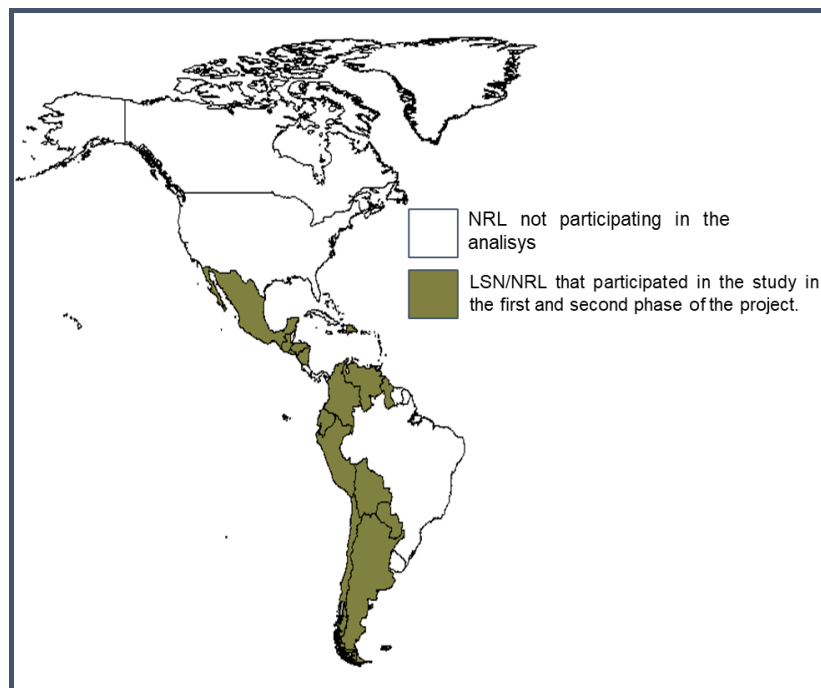 NRL not participating in the
analisys
LSN/NRL that participated in the study in
the first and second phase of the project.